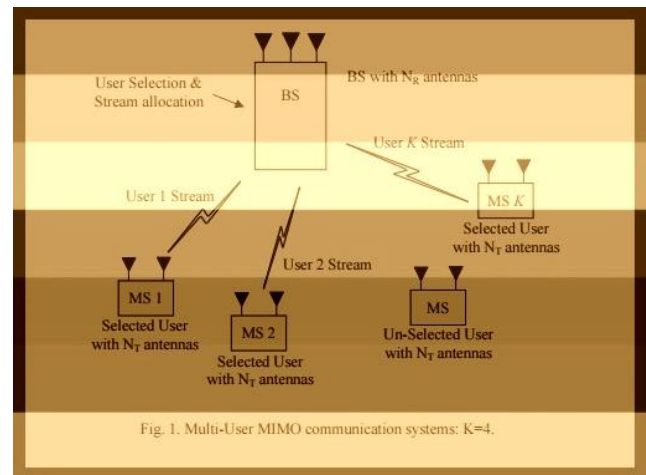 BS with N_R antennas
User Selection &
Stream allocation
BS
User K Stream
User 1 Stream
MS K
Selected User
with N_T antennas
User 2 Stream
MS 1
Selected User
with N_T antennas
MS 2
Selected User
with N_T antennas
MS
Un-Selected User
with N_T antennas
Fig. 1. Multi-User MIMO communication systems: K=4.